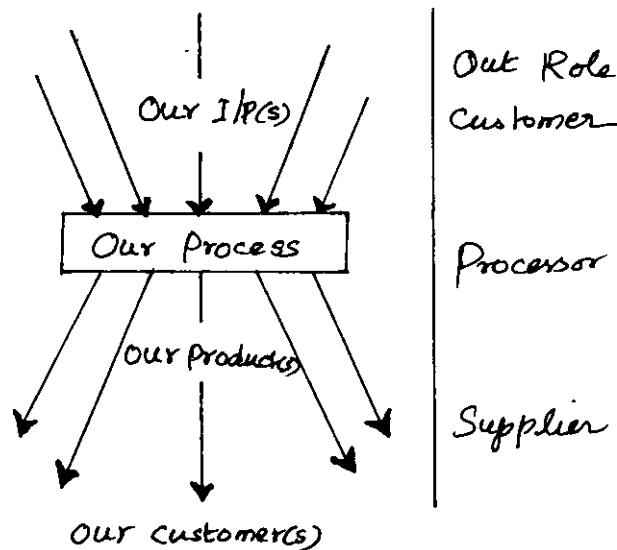 Out Role
Our I/P(s)
Customer
Our Process
Processor
Our Product(s)
Supplier
Our Customer(s)